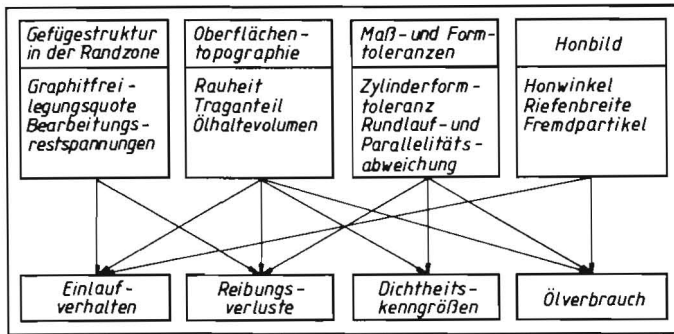 Gefügestruktur
in der Randzone
Graphitfrei-
legungsquote
Bearbeitungs-
restspannungen
Oberflächen-
topographie
Rauheit
Traganteil
Ölhaltevolumen
Maß- und Form-
toleranzen
Zylinderform-
toleranz
Rundlauf- und
Parallelitäts-
abweichung
Honbild
Honwinkel
Riefenbreite
Fremdpartikel
Einlauf-
verhalten
Reibungs-
verluste
Dichtheits-
kenngrößen
Ölverbrauch